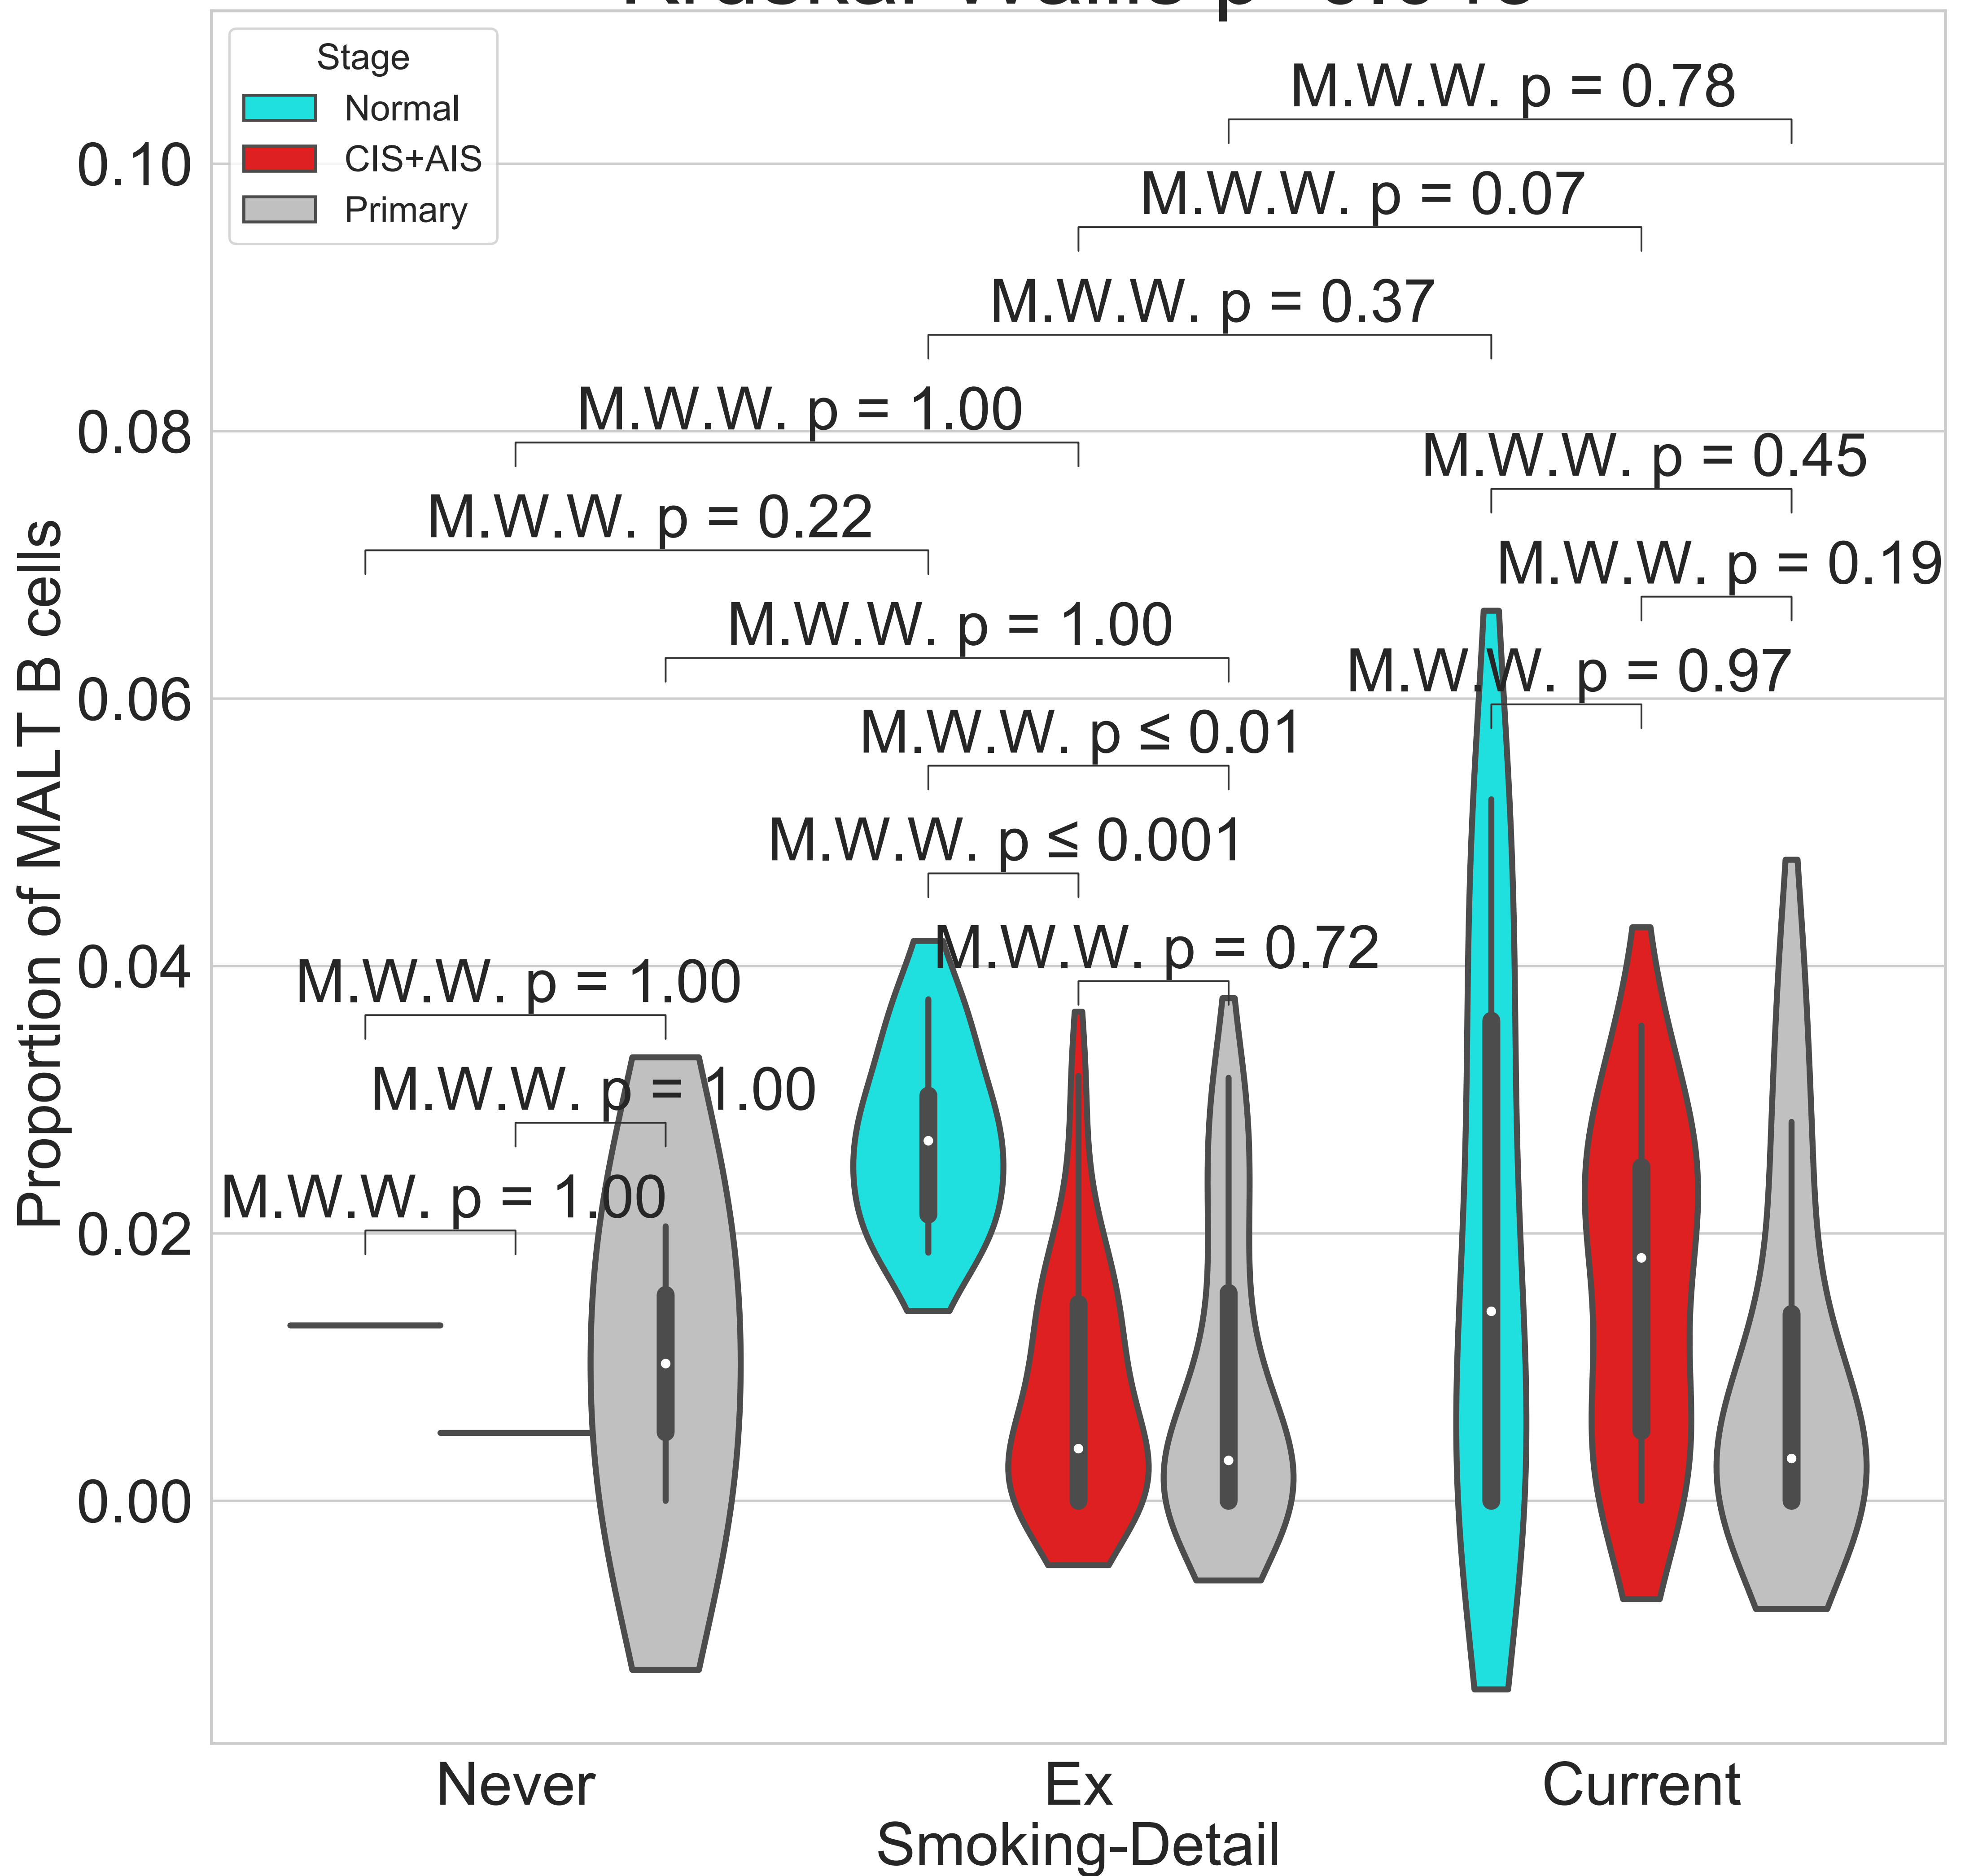 Stage
Normal
CIS+AIS
Primary
M.W.W. p = 0.78
M.W.W. p = 0.07
M.W.W. p = 0.37
M.W.W. p = 1.00
M.W.W. p = 0.45
M.W.W. p = 0.22
M.W.W. p = 0.19
M.W.W. p = 1.00
M.W.W. p = 0.97
M.W.W. p ≤ 0.01
M.W.W. p ≤ 0.001
M.W.W. p = 0.72
M.W.W. p = 1.00
M.W.W. p = 1.00
M.W.W. p = 1.00
0.10
0.08
0.06
0.04
0.02
0.00
Proportion of MALT B cells
Never
Ex
Current
Smoking-Detail